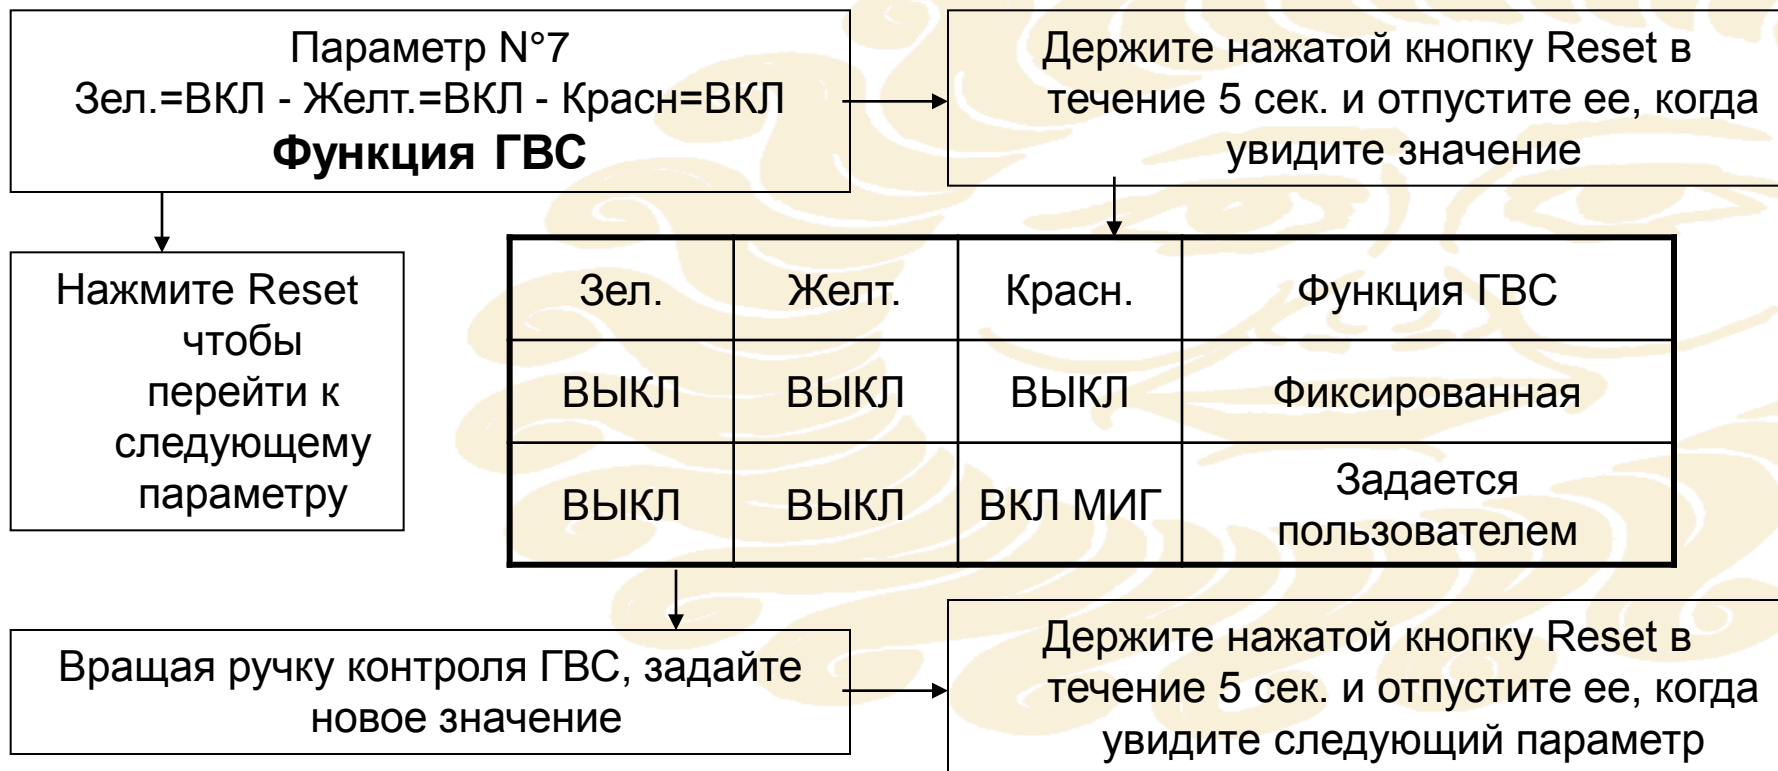 Параметр N°7
Зел.=ВКЛ - Желт.=ВКЛ - Красн=ВКЛ
Функция ГВС
Держите нажатой кнопку Reset в
течение 5 сек. и отпустите ее, когда
увидите значение
Нажмите Reset
чтобы
перейти к
следующему
параметру
Зел. Желт. Красн. Функция ГВС
ВЫКЛ ВЫКЛ ВЫКЛ Фиксированная
ВЫКЛ ВЫКЛ ВКЛ МИГ Задается
пользователем
Вращая ручку контроля ГВС, задайте
новое значение
Держите нажатой кнопку Reset в
течение 5 сек. и отпустите ее, когда
увидите следующий параметр